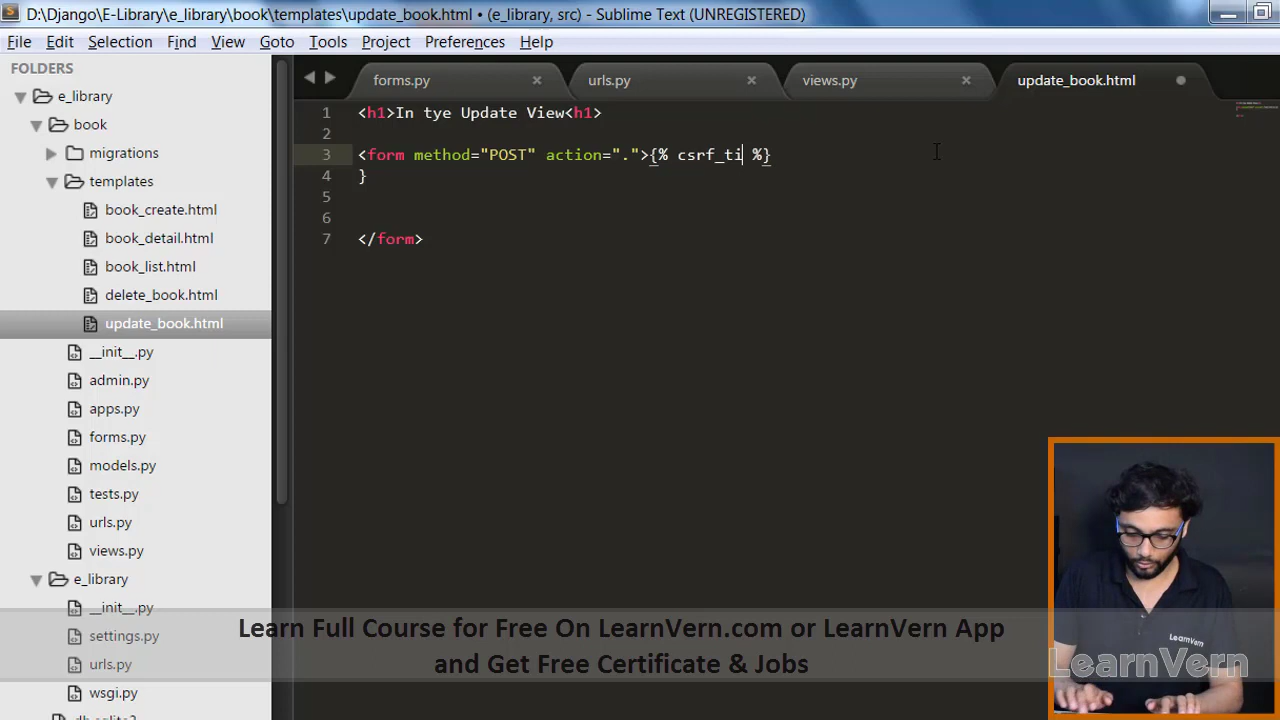 D:\Django\E-Library\e_library\book\templates\update_book.html • (e_library, src) - Sublime Text (UNREGISTERED)
File Edit Selection Find View Goto Tools Project Preferences Help
FOLDERS
e_library
book
migrations
templates
book_create.html
book_detail.html
book_list.html
delete_book.html
update_book.html
__init__.py
admin.py
apps.py
forms.py
models.py
tests.py
urls.py
views.py
e_library
__init__.py
settings.py
urls.py
wsgi.py
db.sqlite3
forms.py urls.py views.py update_book.html
1 <h1>In tye Update View<h1>
2
3 <form method="POST" action=".">{% csrf_ti %}
4 }
5
6
7 </form>
Learn Full Course for Free On LearnVern.com or LearnVern App
and Get Free Certificate & Jobs
LearnVern
LearnVern